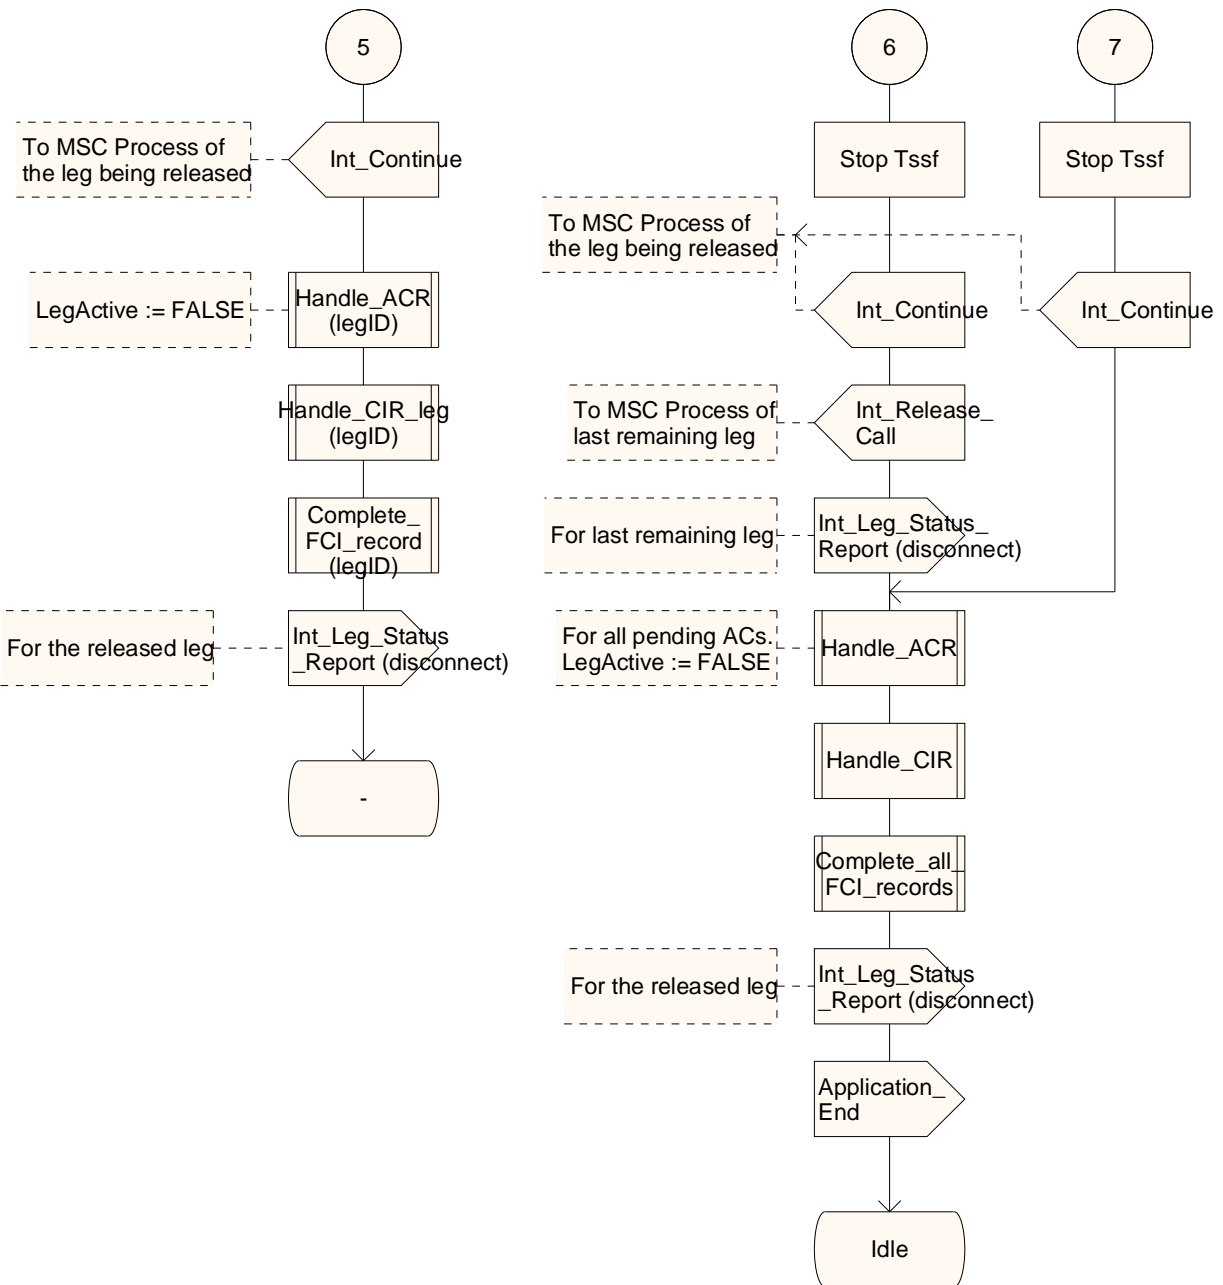 5
To MSC Process of
the leg being released
Int_Continue
LegActive := FALSE
Handle_ACR
(legID)
Handle_CIR_leg
(legID)
Complete_
FCI_record
(legID)
For the released leg
Int_Leg_Status
_Report (disconnect)
-
6
7
Stop Tssf
Stop Tssf
To MSC Process of
the leg being released
Int_Continue
Int_Continue
To MSC Process of
last remaining leg
Int_Release_
Call
For last remaining leg
Int_Leg_Status_
Report (disconnect)
For all pending ACs.
LegActive := FALSE
Handle_ACR
Handle_CIR
Complete_all_
FCI_records
For the released leg
Int_Leg_Status
_Report (disconnect)
Application_
End
Idle